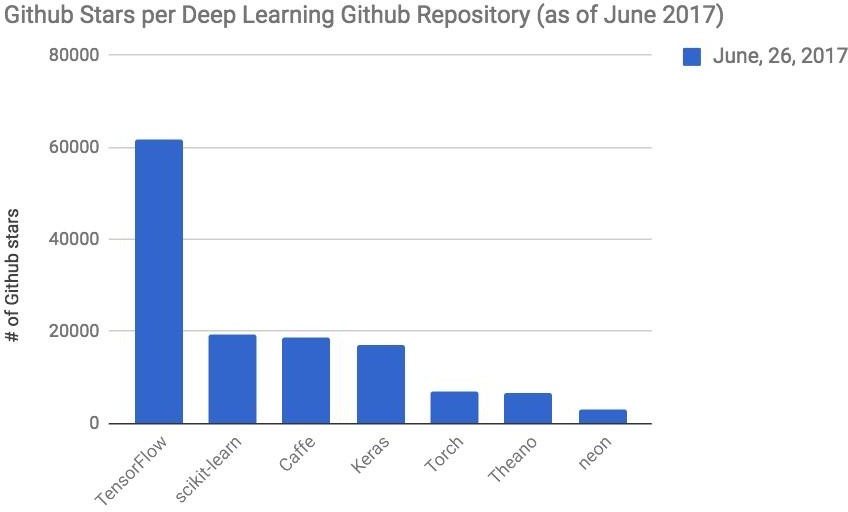 Github Stars per Deep Learning Github Repository (as of June 2017)
June, 26, 2017
# of Github stars
80000
60000
40000
20000
0
TensorFlow
scikit-learn
Caffe
Keras
Torch
Theano
neon